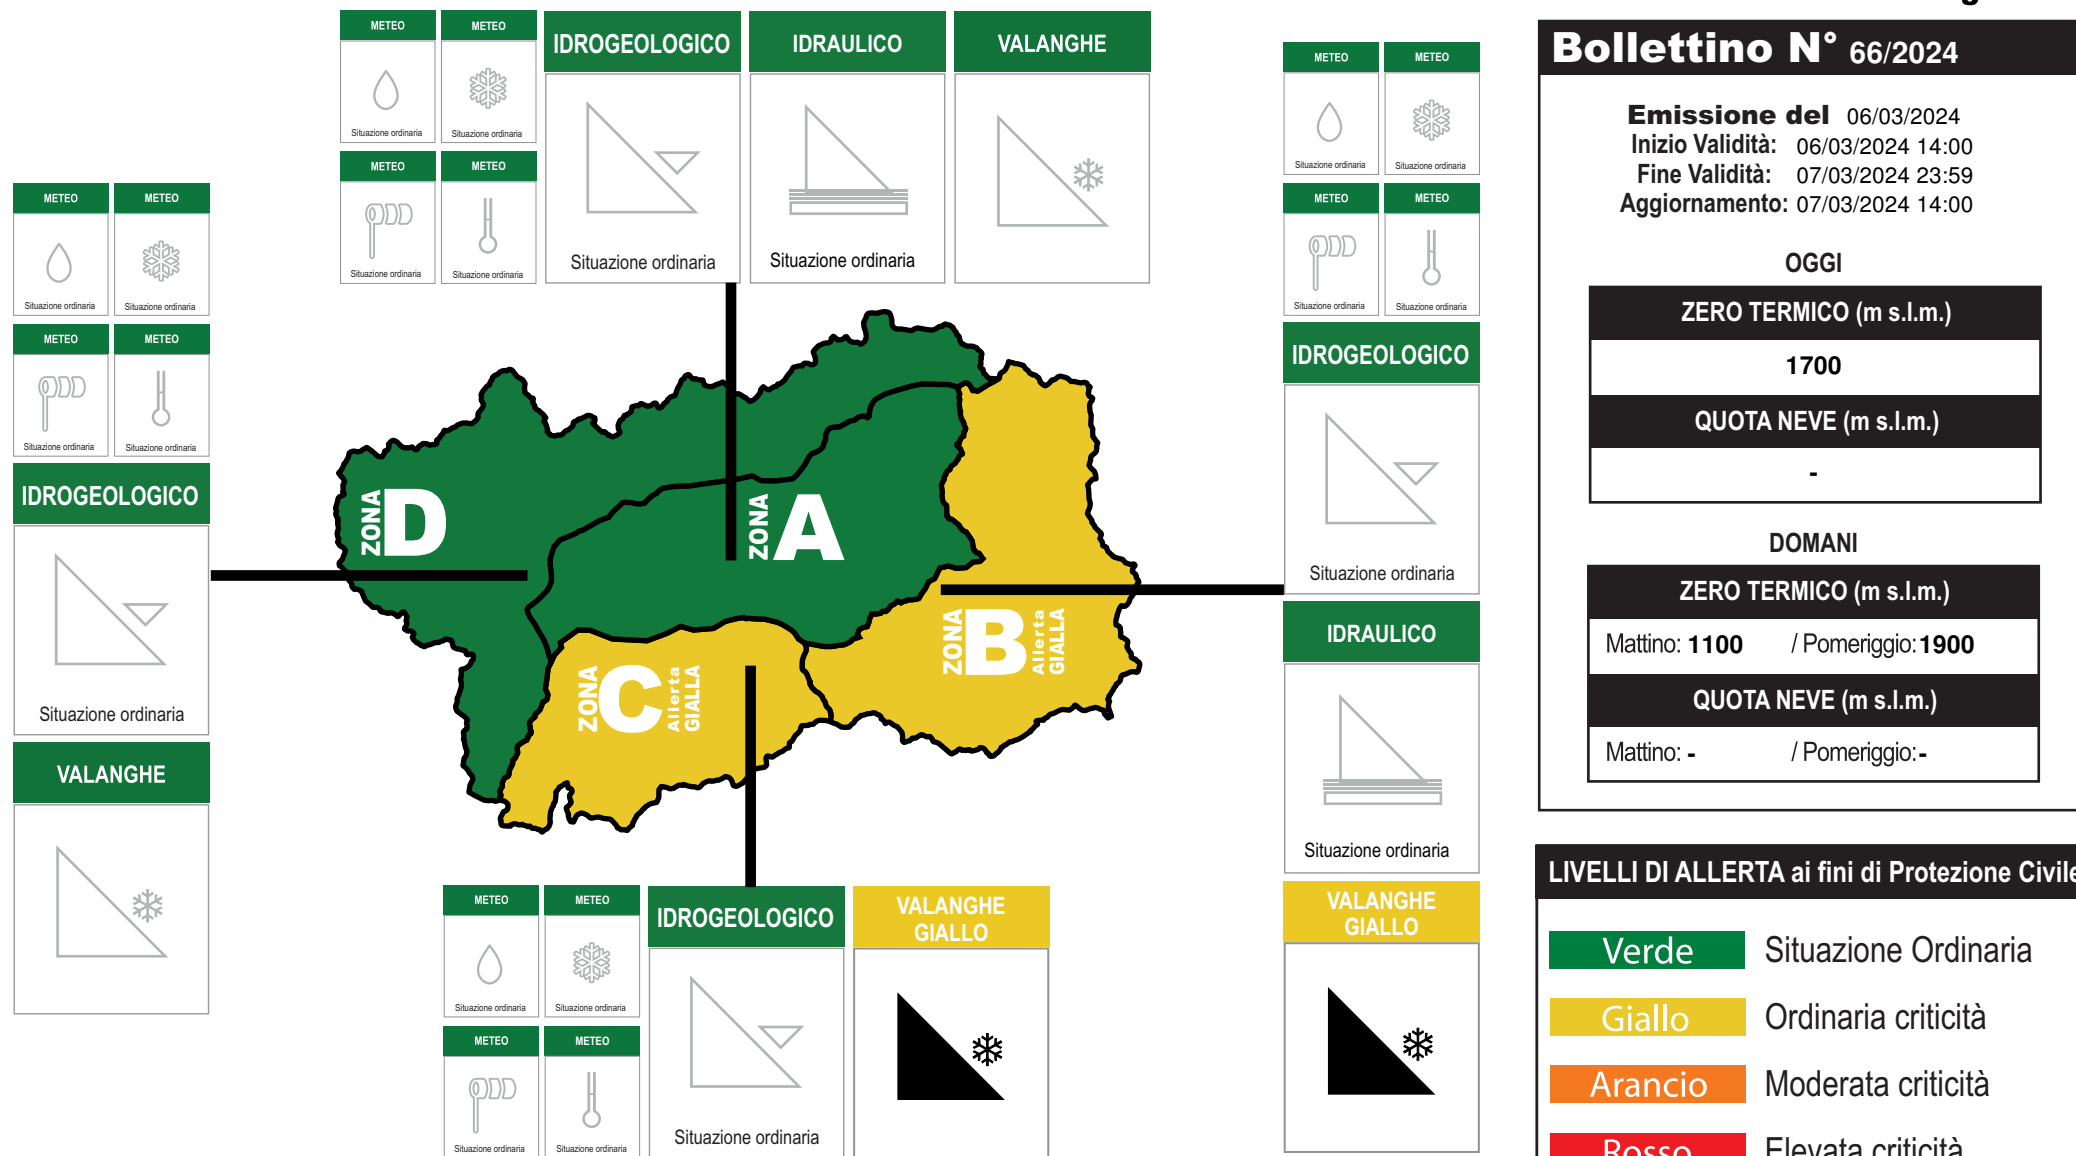 METEO
METEO
Situazione ordinaria
Situazione ordinaria
METEO
METEO
Situazione ordinaria
Situazione ordinaria
IDROGEOLOGICO
Situazione ordinaria
IDRAULICO
Situazione ordinaria
VALANGHE
METEO
METEO
Situazione ordinaria
Situazione ordinaria
METEO
METEO
Situazione ordinaria
Situazione ordinaria
IDROGEOLOGICO
Situazione ordinaria
VALANGHE
ZONA D
ZONA A
ZONA B Allerta GIALLA
ZONA C Allerta GIALLA
METEO
METEO
Situazione ordinaria
Situazione ordinaria
METEO
METEO
Situazione ordinaria
Situazione ordinaria
IDROGEOLOGICO
Situazione ordinaria
IDRAULICO
Situazione ordinaria
VALANGHE
GIALLO
METEO
METEO
Situazione ordinaria
Situazione ordinaria
METEO
METEO
Situazione ordinaria
Situazione ordinaria
IDROGEOLOGICO
Situazione ordinaria
VALANGHE
GIALLO
Bollettino N° 66/2024
Emissione del 06/03/2024
Inizio Validità: 06/03/2024 14:00
Fine Validità: 07/03/2024 23:59
Aggiornamento: 07/03/2024 14:00
OGGI
ZERO TERMICO (m s.l.m.)
1700
QUOTA NEVE (m s.l.m.)
-
DOMANI
ZERO TERMICO (m s.l.m.)
Mattino: 1100 / Pomeriggio: 1900
QUOTA NEVE (m s.l.m.)
Mattino: - / Pomeriggio: -
LIVELLI DI ALLERTA ai fini di Protezione Civile
Verde Situazione Ordinaria
Giallo Ordinaria criticità
Arancio Moderata criticità
Rosso Elevata criticità